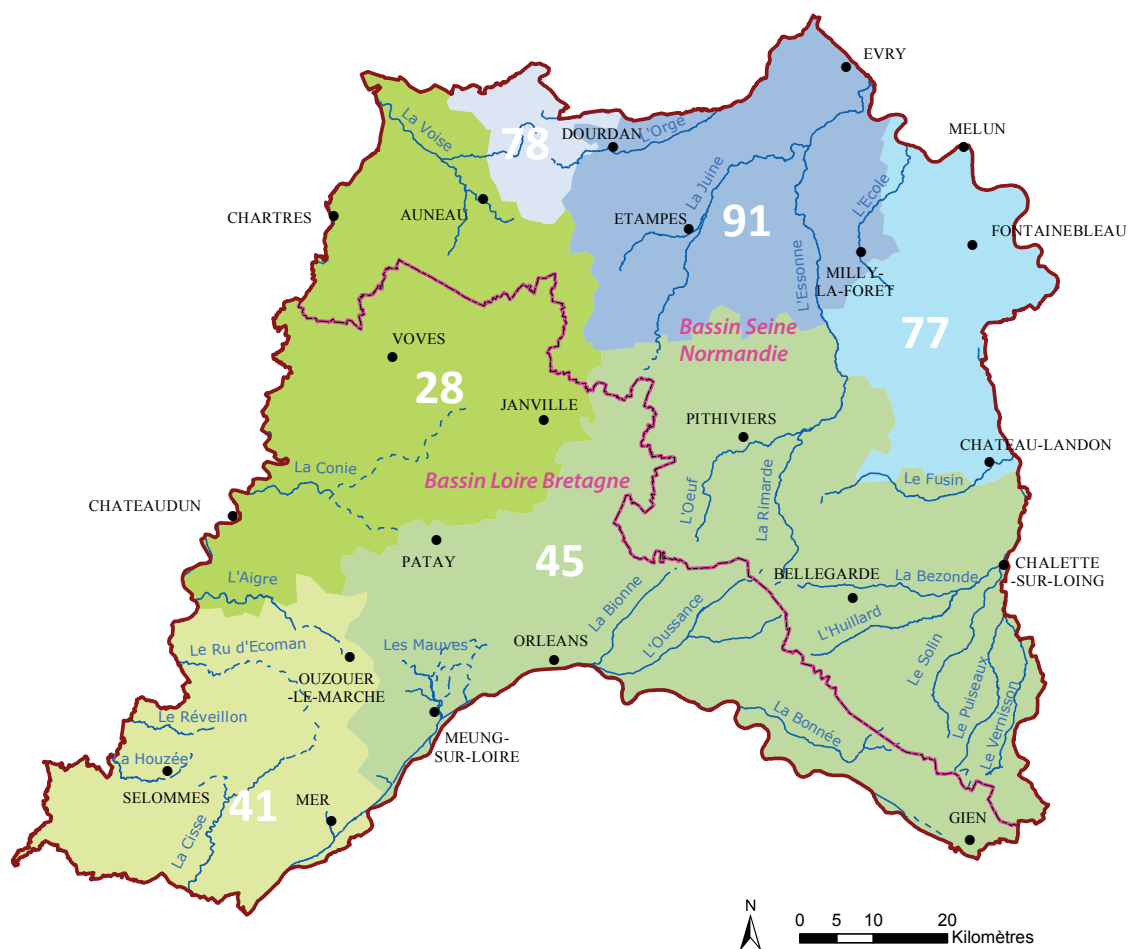 EVRY
La Voise
78
DOURDAN
L'Orge
MELUN
AUNEAU
CHARTRES
La Juine
ETAMPES
91
L'Ecole
FONTAINEBLEAU
L'Essonne
MILLY-
LA-FORET
VOVES
Bassin Seine
Normandie
77
28
JANVILLE
PITHIVIERS
La Conie
Bassin Loire Bretagne
CHATEAU-LANDON
Le Fusin
CHATEAUDUN
L'Oeuf
La Rimarde
PATAY
45
CHALETTE
-SUR-LOING
L'Aigre
BELLEGARDE
La Bezonde
La Bionne
L'Oussance
L'Huillard
Le Ru d'Ecoman
Les Mauves
ORLEANS
Le Solin
OUZOUER
-LE-MARCHE
Le Puiseaux
Le Vernisson
Le Réveillon
MEUNG-
SUR-LOIRE
La Bonnée
La Houzée
SELOMMES
41
MER
La Cisse
GIEN
N
0 5 10 20
Kilomètres